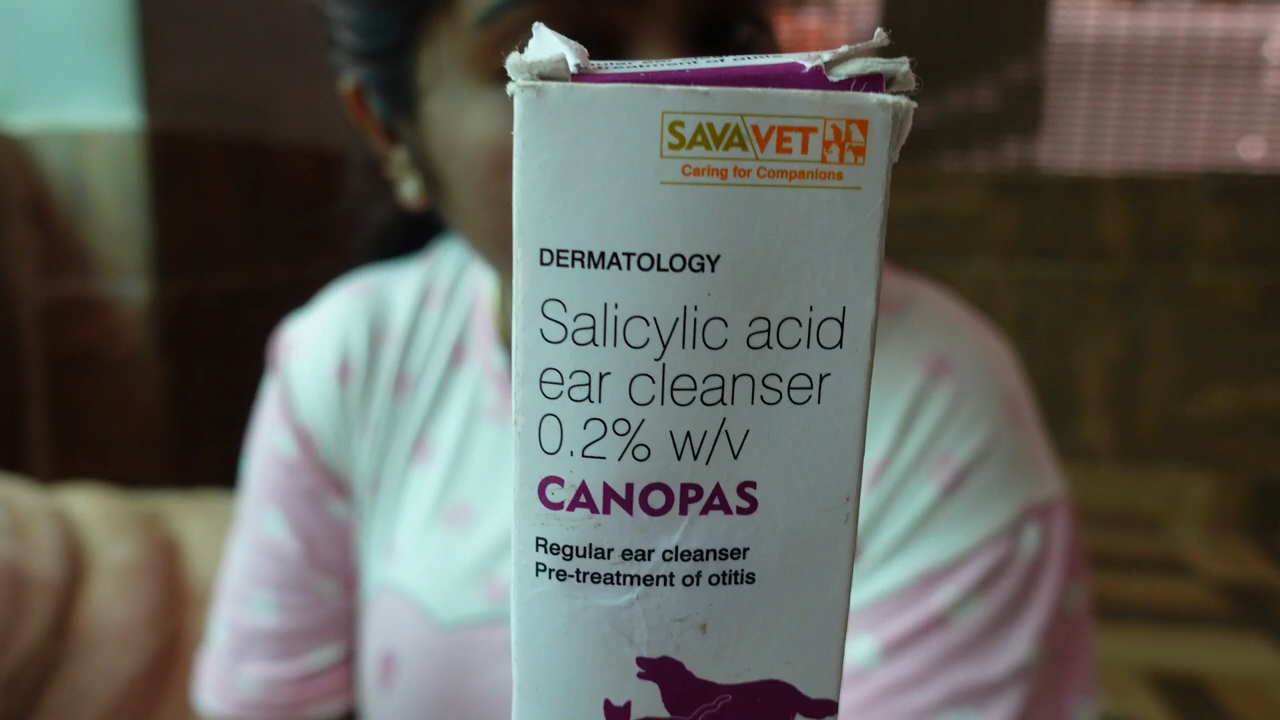 SAVAVET
Caring for Companions
DERMATOLOGY
Salicylic acid
ear cleanser
0.2% w/v
CANOPAS
Regular ear cleanser
Pre-treatment of otitis